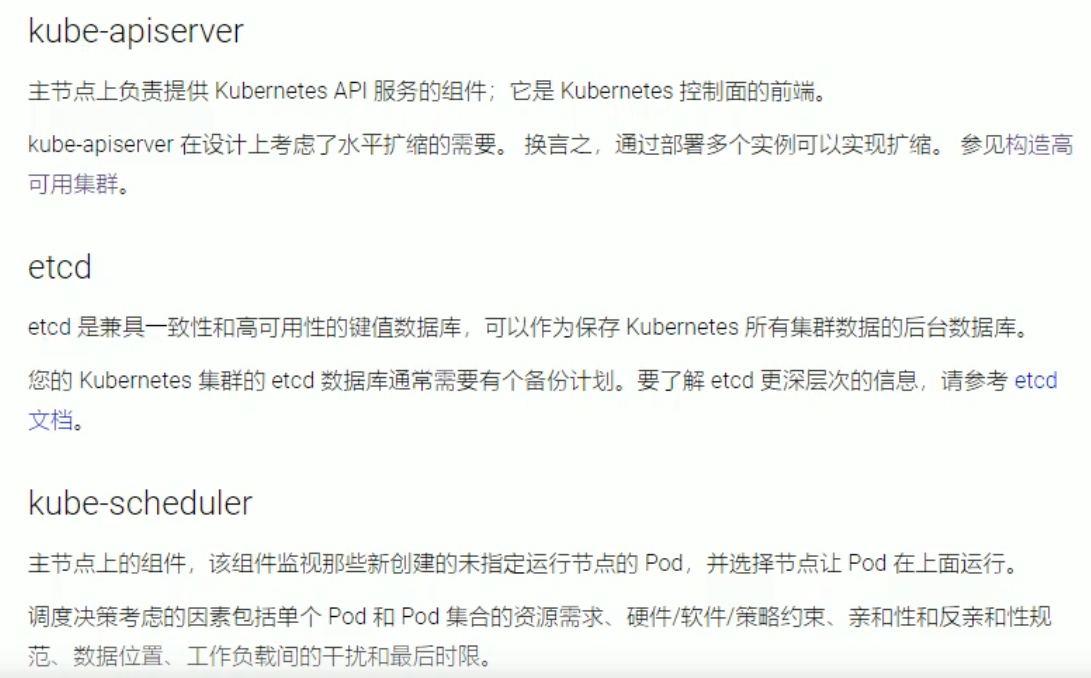 kube-apiserver
主节点上负责提供 Kubernetes API 服务的组件；它是 Kubernetes 控制面的前端。
kube-apiserver 在设计上考虑了水平扩缩的需要。 换言之，通过部署多个实例可以实现扩缩。 参见构造高
可用集群。
etcd
etcd 是兼具一致性和高可用性的键值数据库，可以作为保存 Kubernetes 所有集群数据的后台数据库。
您的 Kubernetes 集群的 etcd 数据库通常需要有个备份计划。要了解 etcd 更深层次的信息，请参考 etcd
文档。
kube-scheduler
主节点上的组件，该组件监视那些新创建的未指定运行节点的 Pod，并选择节点让 Pod 在上面运行。
调度决策考虑的因素包括单个 Pod 和 Pod 集合的资源需求、硬件/软件/策略约束、亲和性和反亲和性规
范、数据位置、工作负载间的干扰和最后时限。